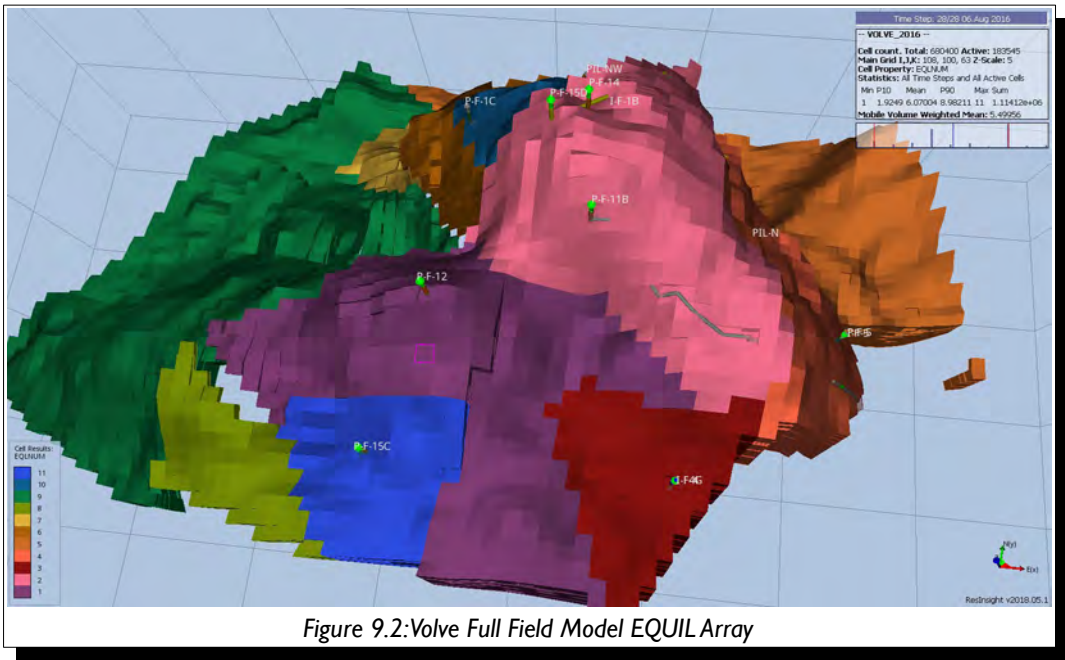 Time Step: 28/28 06.Aug 2016
-- VOLVE_2016 --
Cell count. Total: 680400 Active: 183545
Main Grid I,J,K: 108, 100, 63 Z-Scale: 5
Cell Property: EQLNUM
Statistics: All Time Steps and All Active Cells
Min P10 Mean P90 Max Sum
1 1.9249 6.07004 8.98211 11 1.11412e+06
Mobile Volume Weighted Mean: 5.49956
PIL-NW
P-F-14
P-F-15D
I-F-1B
P-F-1C
P-F-11B
PIL-N
P-F-12
P-F-15C
Cell Results:
EQLNUM
11
10
9
8
7
6
5
4
3
2
1
N(y)
E(x)
ResInsight v2018.05.1
Figure 9.2:Volve Full Field Model EQUIL Array